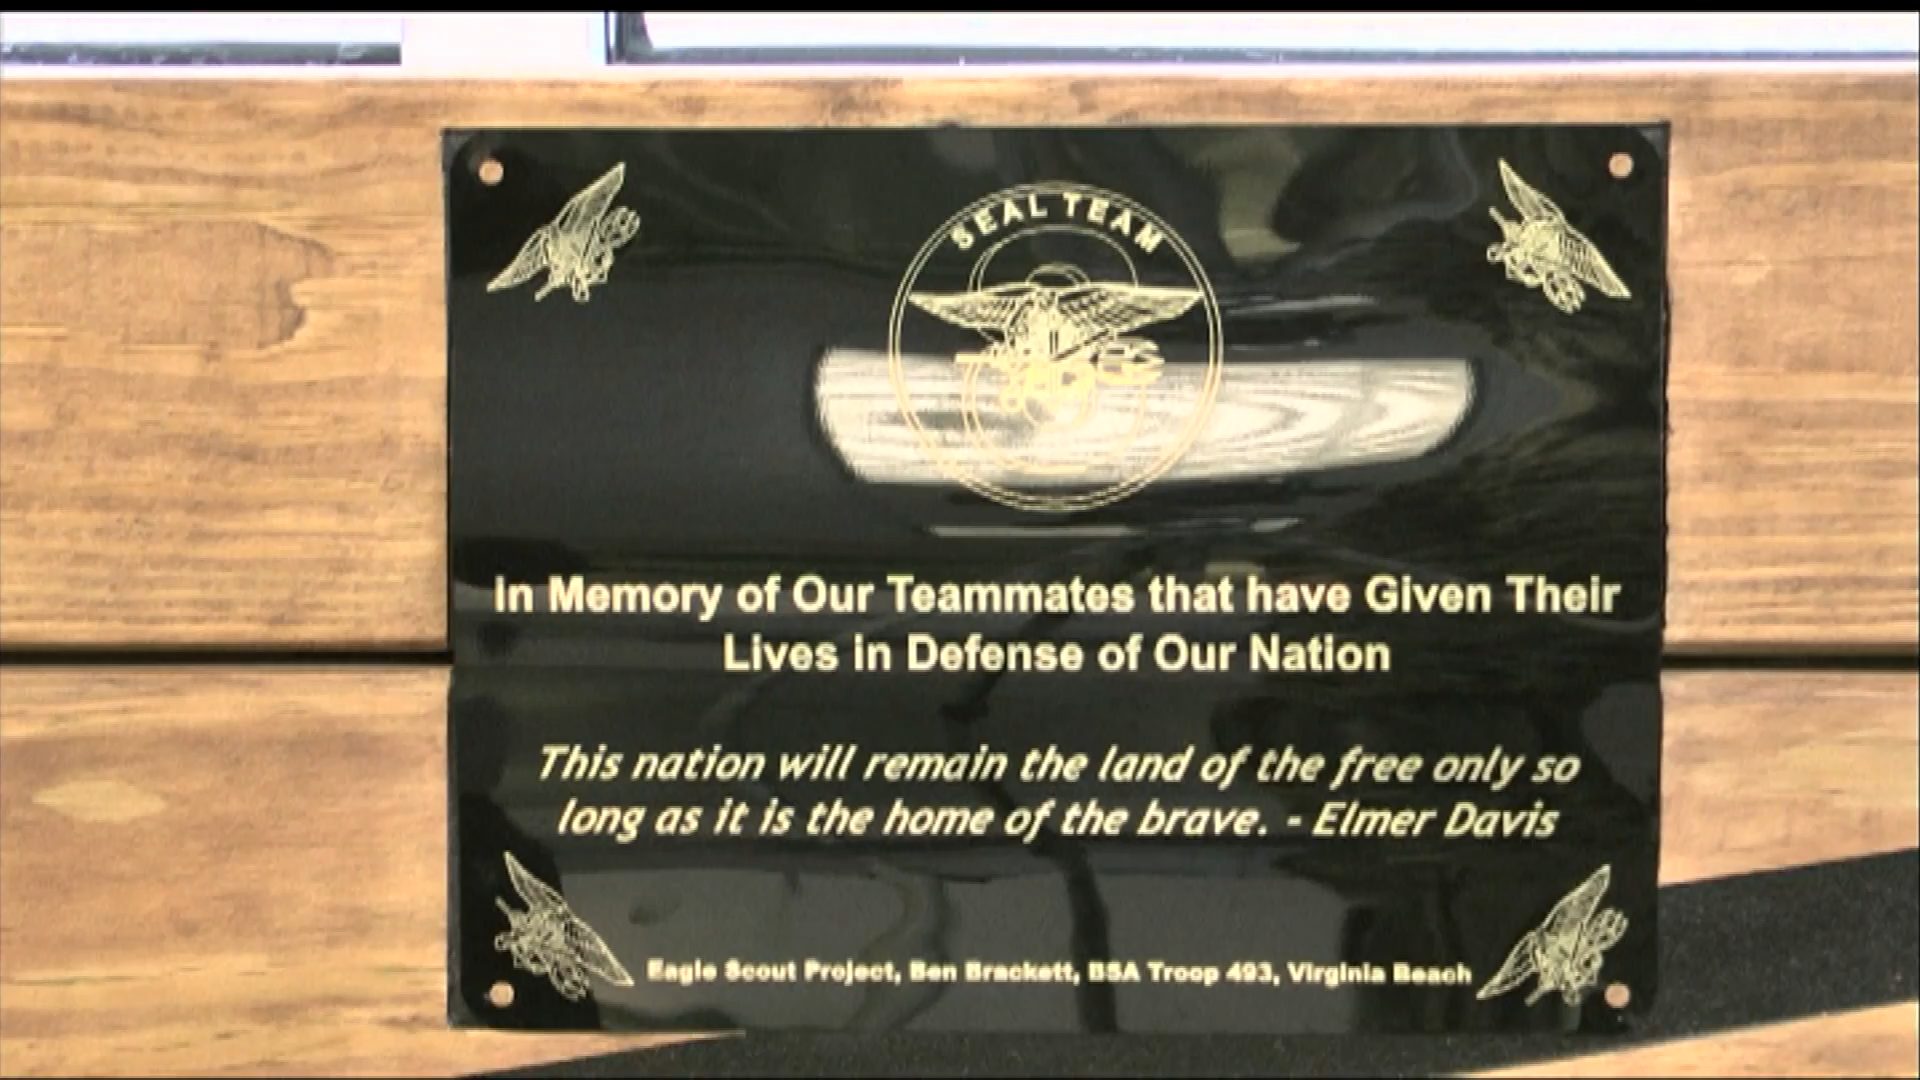 SEAL TEAM
In Memory of Our Teammates that have Given Their
Lives in Defense of Our Nation
This nation will remain the land of the free only so
long as it is the home of the brave. - Elmer Davis
Eagle Scout Project, Ben Brackett, BSA Troop 493, Virginia Beach